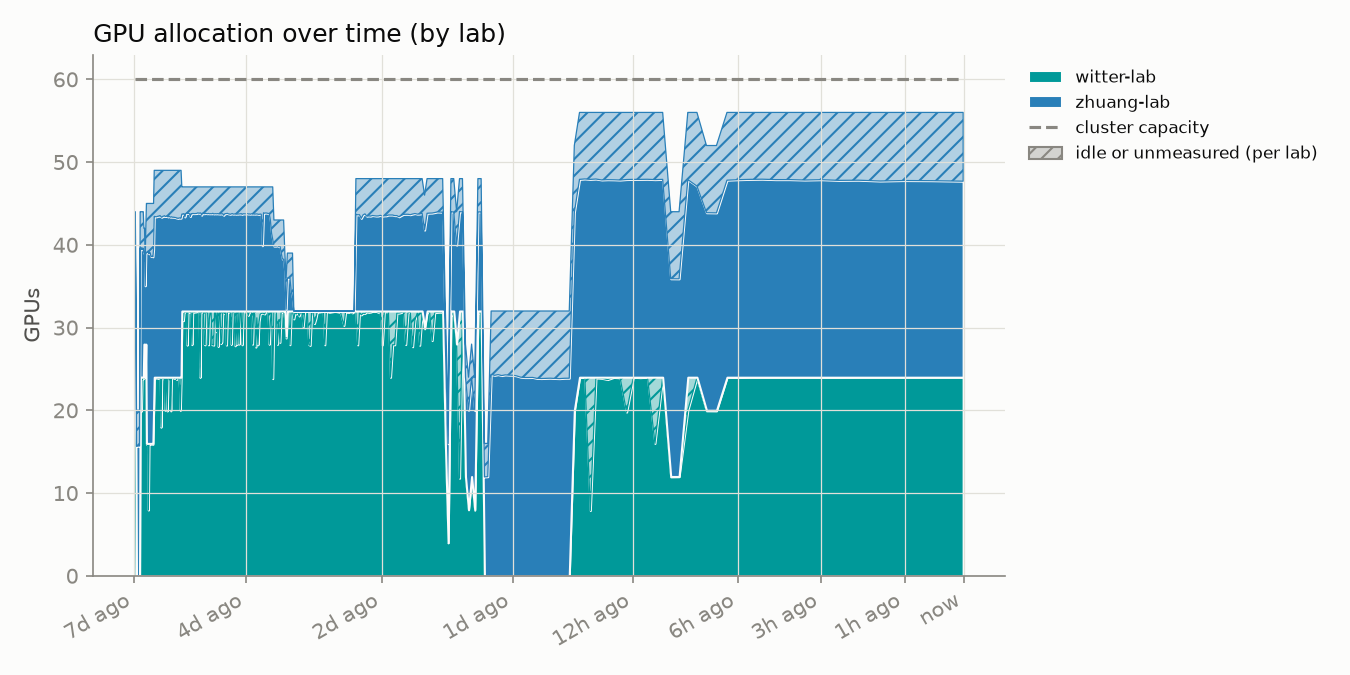 GPU allocation over time (by lab)
witter-lab
zhuang-lab
cluster capacity
idle or unmeasured (per lab)
GPUs
60
50
40
30
20
10
0
7d ago
4d ago
2d ago
1d ago
12h ago
6h ago
3h ago
1h ago
now